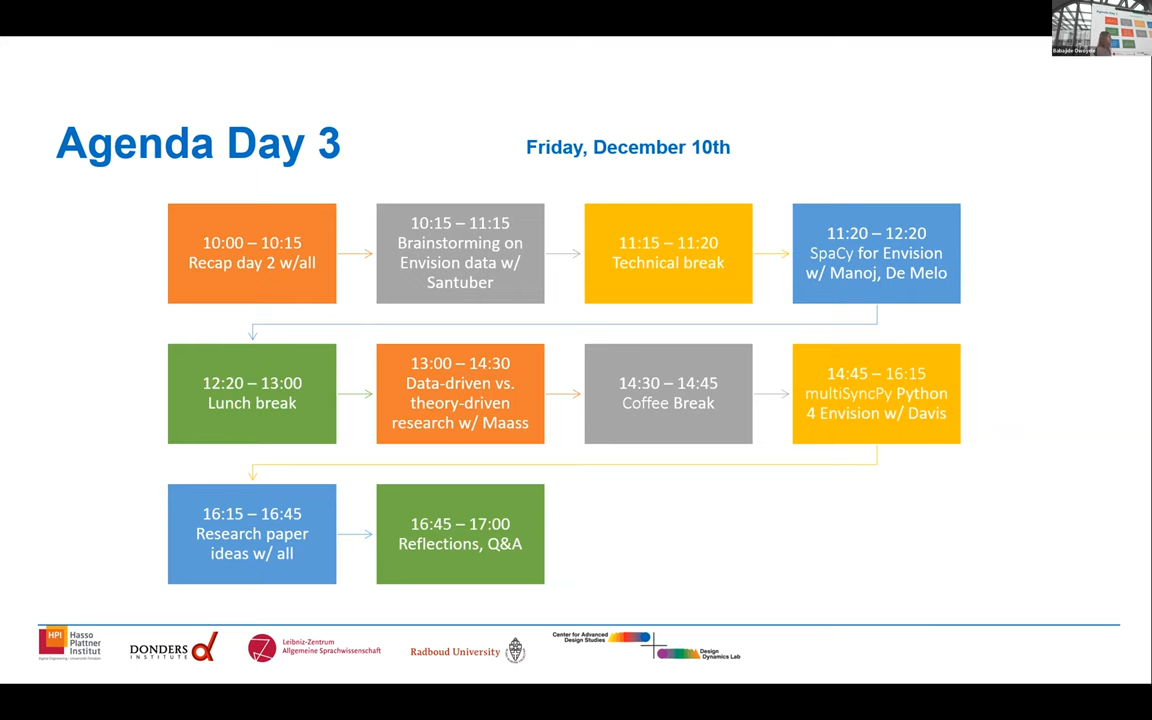 Agenda Day 3
Friday, December 10th
10:00 – 10:15
Recap day 2 w/all
10:15 – 11:15
Brainstorming on
Envision data w/
Santuber
11:15 – 11:20
Technical break
11:20 – 12:20
SpaCy for Envision
w/ Manoj, De Melo
12:20 – 13:00
Lunch break
13:00 – 14:30
Data-driven vs.
theory-driven
research w/ Maass
14:30 – 14:45
Coffee Break
14:45 – 16:15
multiSyncPy Python
4 Envision w/ Davis
16:15 – 16:45
Research paper
ideas w/ all
16:45 – 17:00
Reflections, Q&A
HPI
Hasso
Plattner
Institut
DONDERS
INSTITUTE
Leibniz-Zentrum
Allgemeine Sprachwissenschaft
Radboud University
Center for Advanced
Design Studies
Design
Dynamics Lab
Agenda Day 3